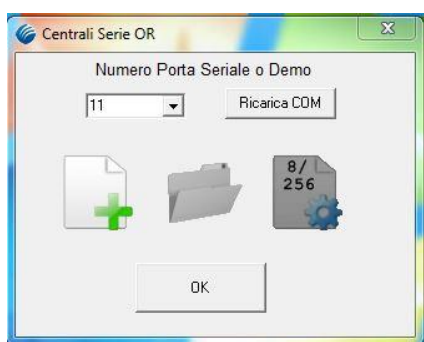 Centrali Serie OR
Numero Porta Seriale o Demo
11
Ricarica COM
8/
256
OK